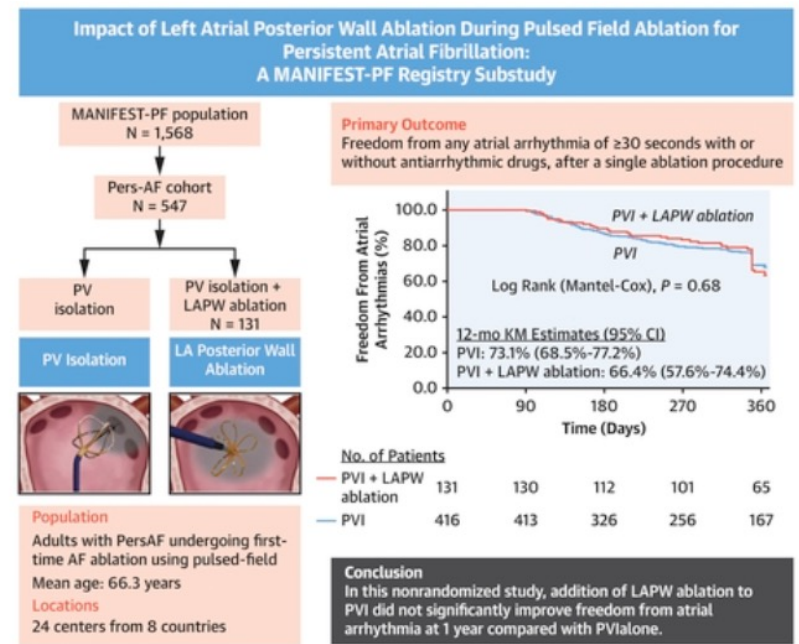 Impact of Left Atrial Posterior Wall Ablation During Pulsed Field Ablation for
Persistent Atrial Fibrillation:
A MANIFEST-PF Registry Substudy
MANIFEST-PF population
N = 1,568
Pers-AF cohort
N = 547
PV
isolation
PV isolation +
LAPW ablation
N = 131
PV Isolation
LA Posterior Wall
Ablation
Population
Adults with PersAF undergoing first-
time AF ablation using pulsed-field
Mean age: 66.3 years
Locations
24 centers from 8 countries
Primary Outcome
Freedom from any atrial arrhythmia of ≥30 seconds with or
without antiarrhythmic drugs, after a single ablation procedure
Freedom From Atrial
Arrhythmias (%)
100.0
80.0
60.0
40.0
20.0
0.0
PVI + LAPW ablation
PVI
Log Rank (Mantel-Cox), P = 0.68
12-mo KM Estimates (95% CI)
PVI: 73.1% (68.5%-77.2%)
PVI + LAPW ablation: 66.4% (57.6%-74.4%)
0 90 180 270 360
Time (Days)
No. of Patients
PVI + LAPW
ablation 131 130 112 101 65
PVI 416 413 326 256 167
Conclusion
In this nonrandomized study, addition of LAPW ablation to
PVI did not significantly improve freedom from atrial
arrhythmia at 1 year compared with PVIalone.